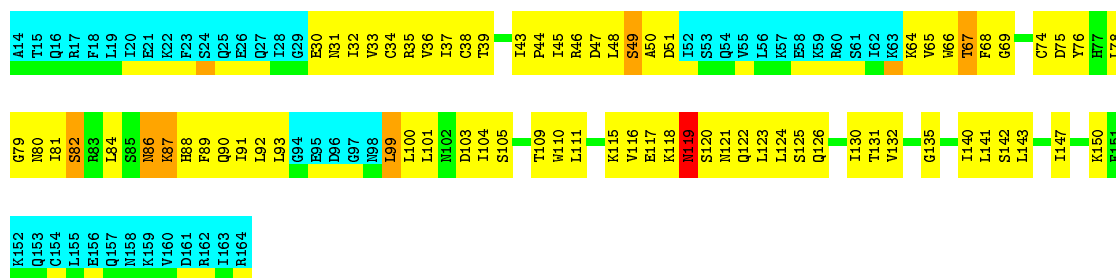 A14 T15 Q16 R17 F18 L19 I20 E21 K22 F23 S24 Q25 E26 Q27 I28 G29 E30 N31 I32 V33 C34 R35 V36 I37 C38 T39 I43 P44 I45 R46 D47 L48 S49 A50 D51 I52 S53 Q54 V55 L56 K57 E58 K59 R60 S61 I62 K63 K64 V65 W66 T67 F68 G69 C74 D75 Y76 H77
G79 N80 I81 S82 R83 L84 S85 N86 K87 H88 F89 Q90 I91 L92 L93 G94 E95 D96 G97 N98 L99 L100 L101 N102 D103 I104 S105 T109 W110 L111 K115 V116 E117 K118 N119 S120 N121 Q122 L123 L124 S125 Q126 I130 T131 V132 G135 I140 L141 S142 L143 I147 K150
K152 Q153 C154 L155 E156 Q157 N158 K159 V160 D161 R162 I163 R164